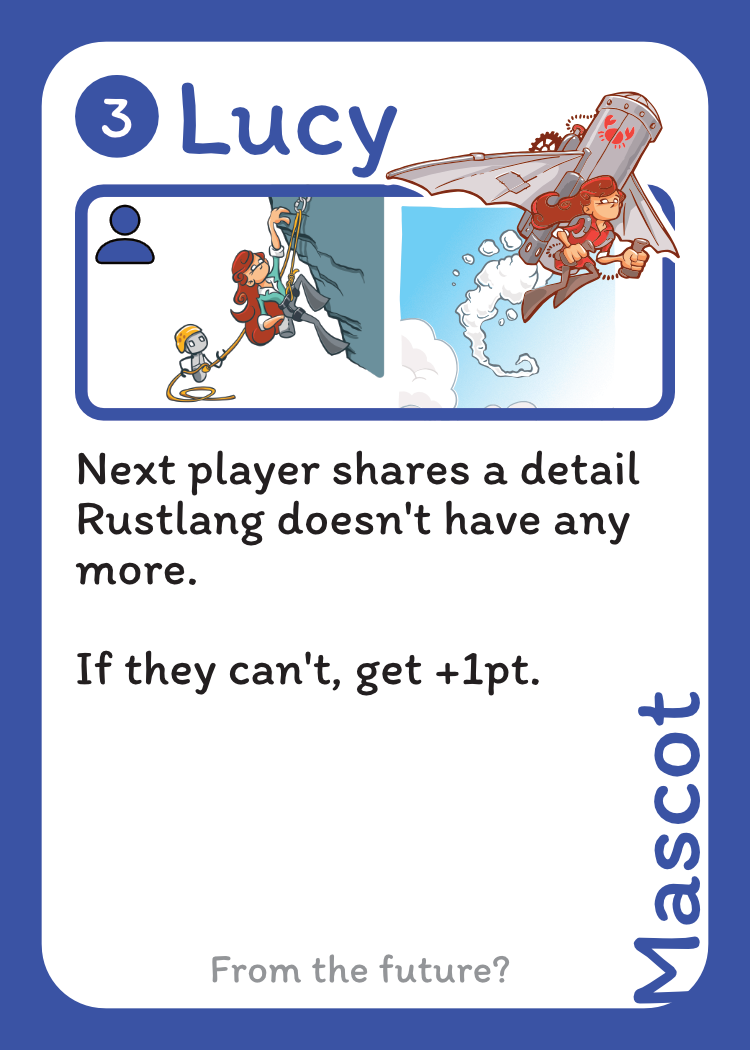 3 Lucy
Next player shares a detail
Rustlang doesn't have any
more.
If they can't, get +1pt.
Mascot
From the future?